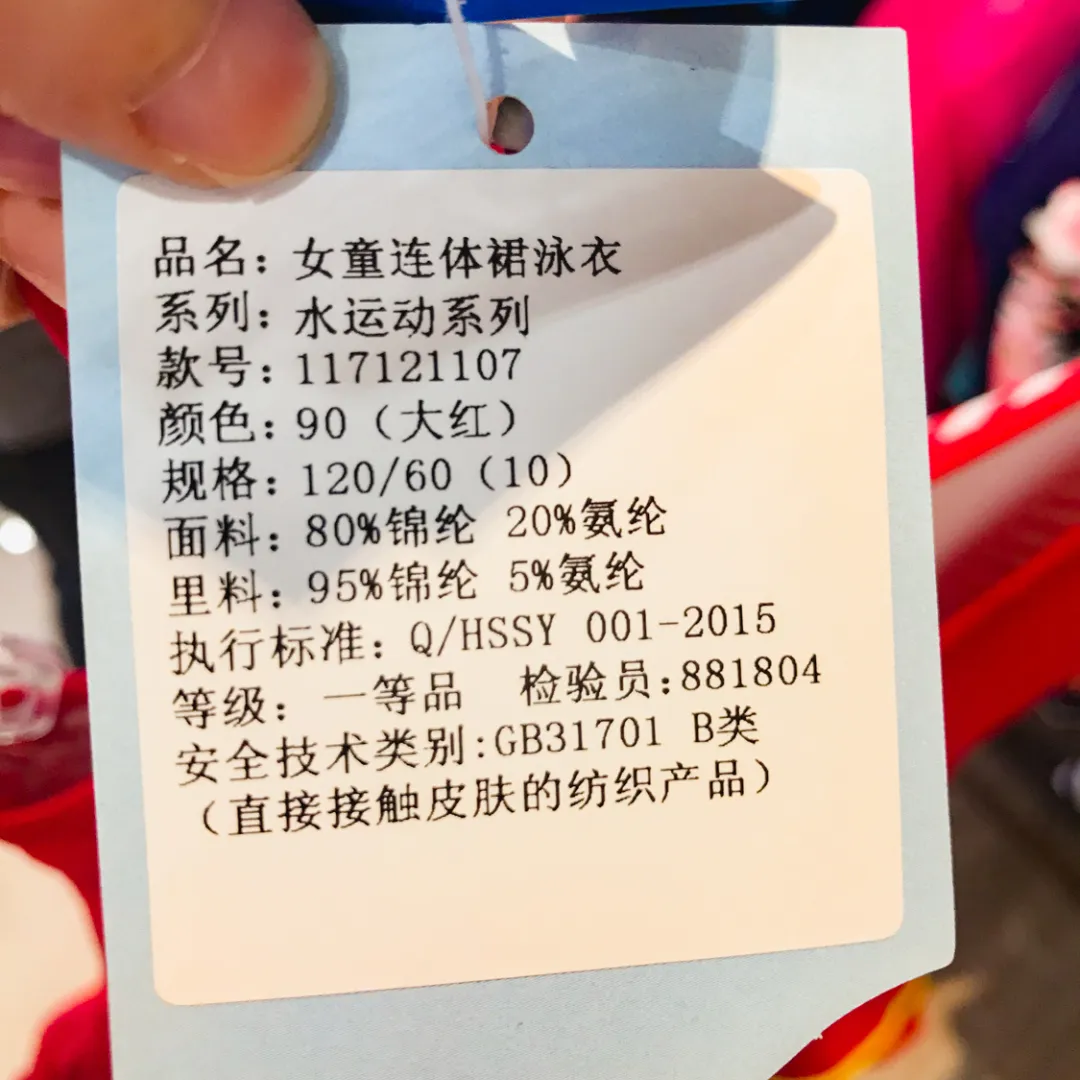 品名：女童连体裙泳衣
系列：水运动系列
款号：117121107
颜色：90（大红）
规格：120/60（10）
面料：80%锦纶 20%氨纶
里料：95%锦纶 5%氨纶
执行标准：Q/HSSY 001-2015
等级：一等品 检验员:881804
安全技术类别:GB31701 B类
（直接接触皮肤的纺织产品）